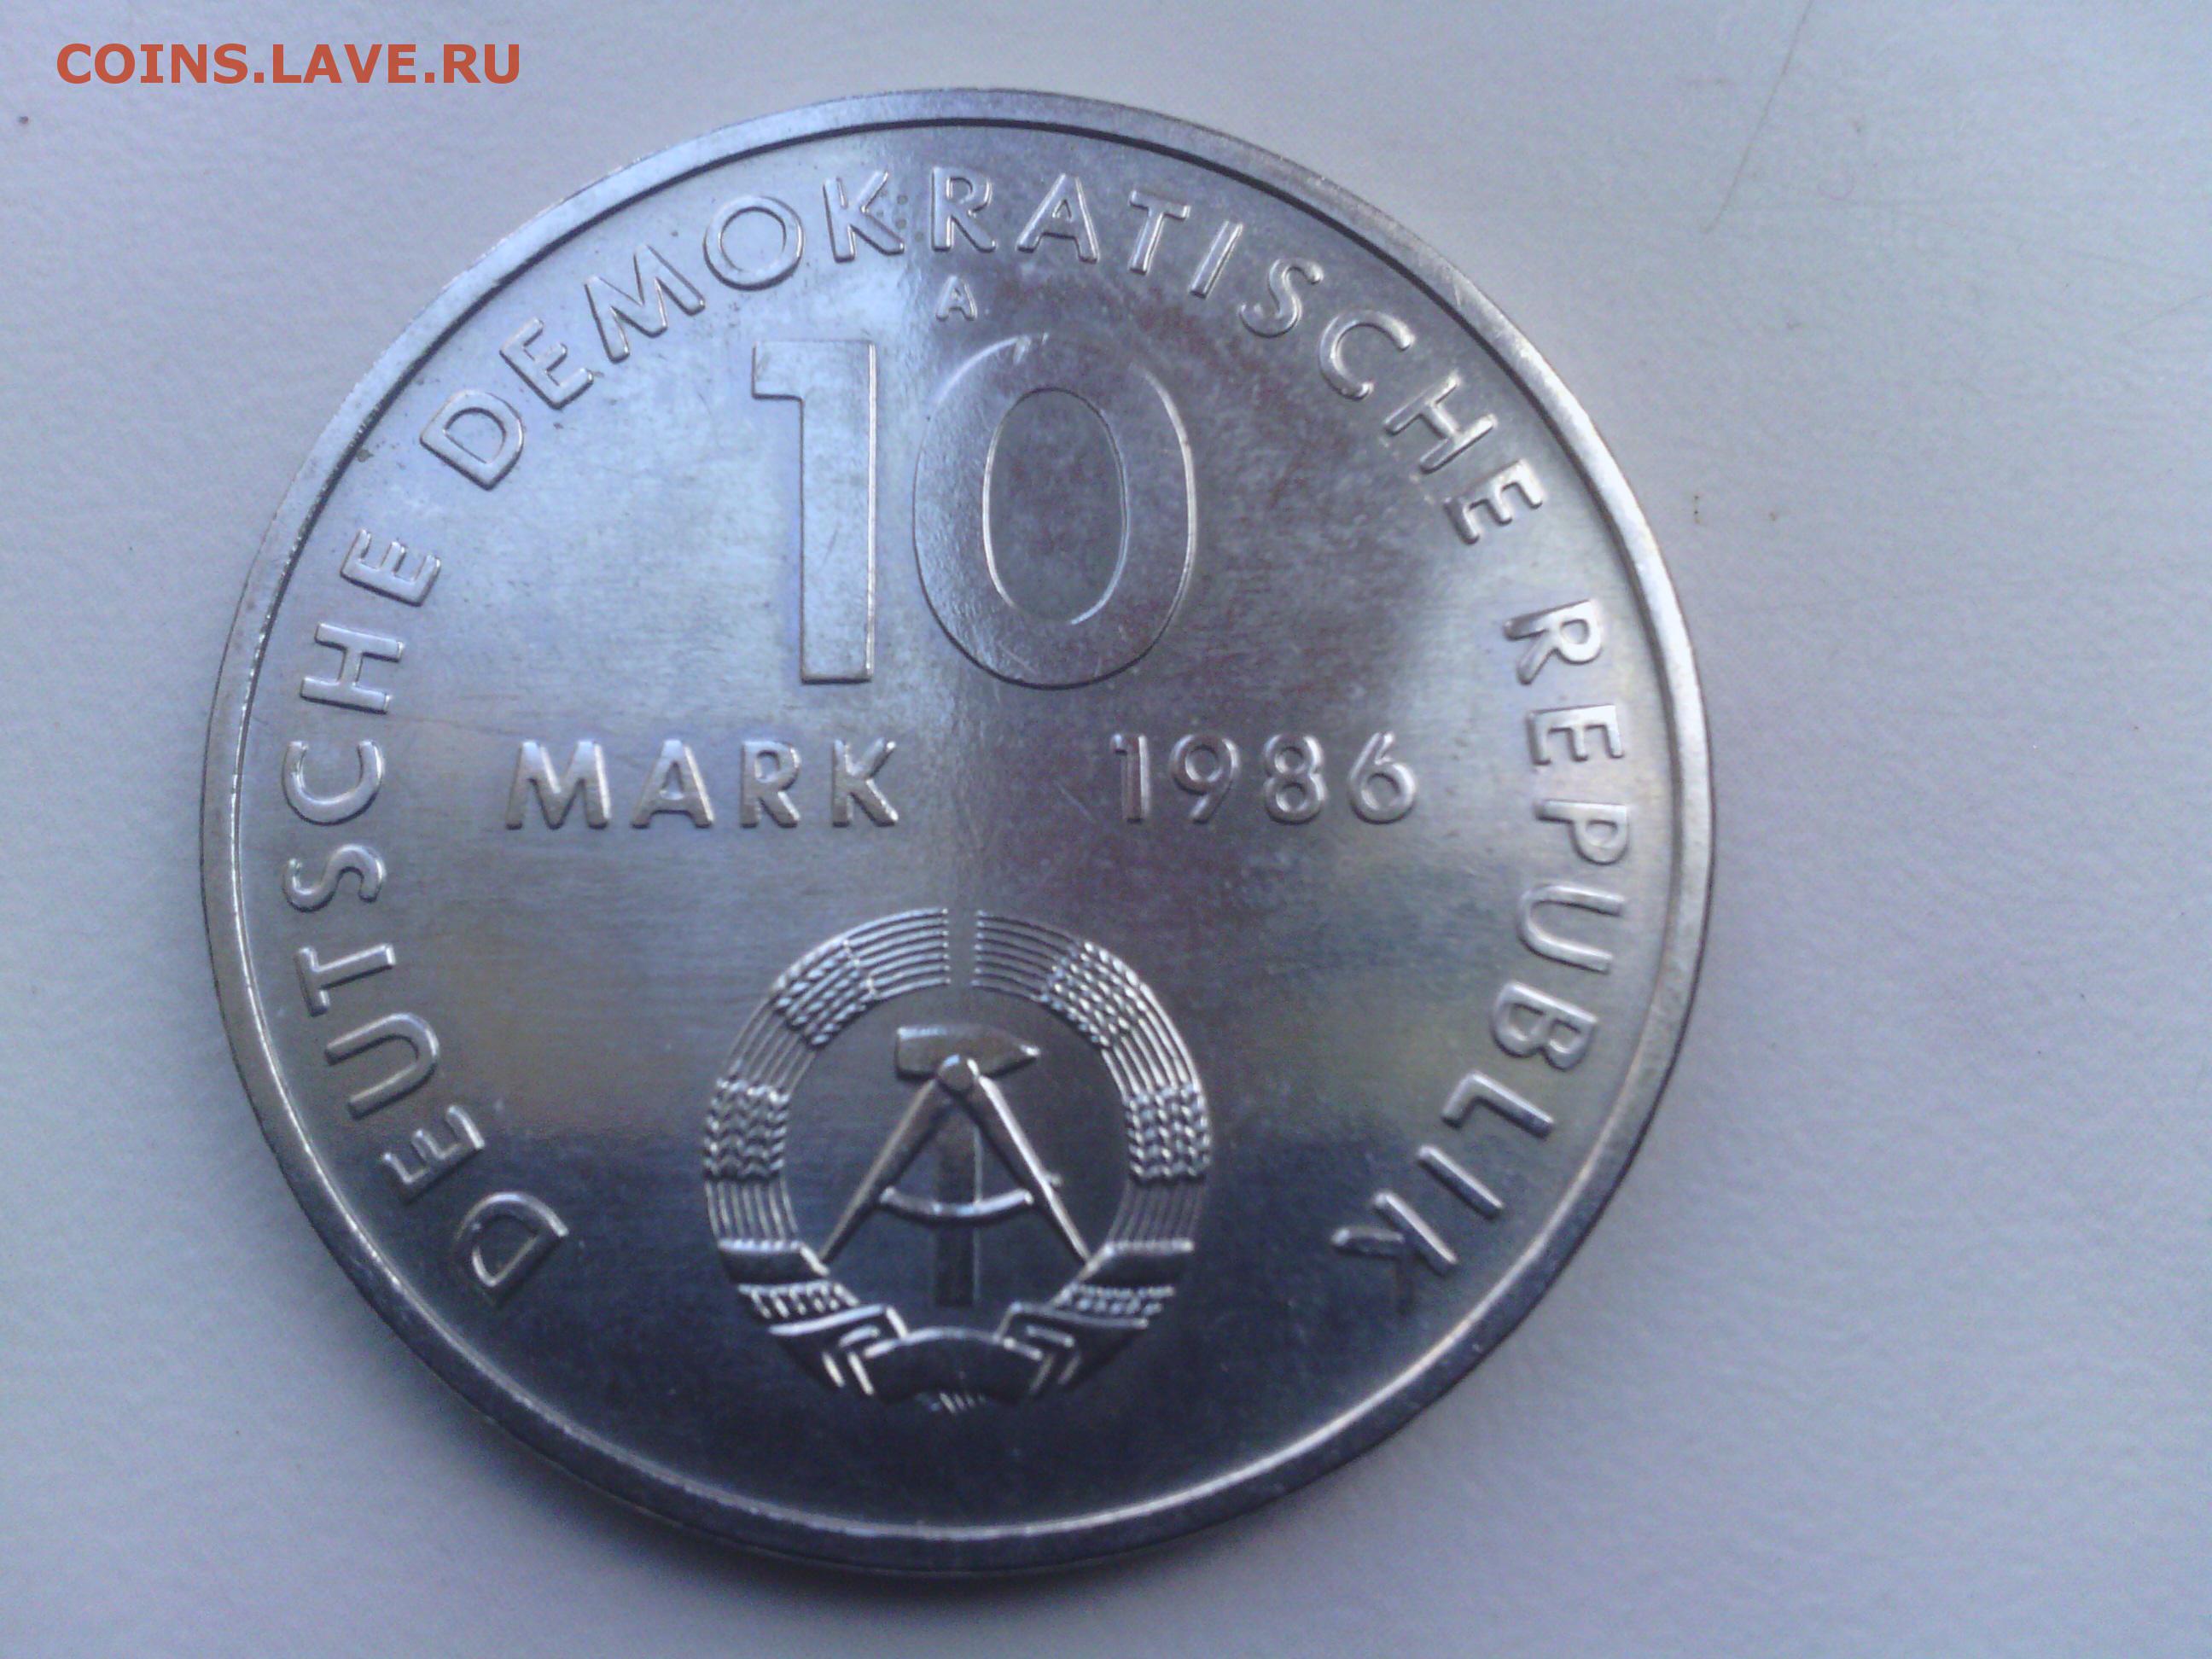 COINS.LAVE.RU
DEUTSCHE DEMOKRATISCHE REPUBLIK
A
10
MARK 1986